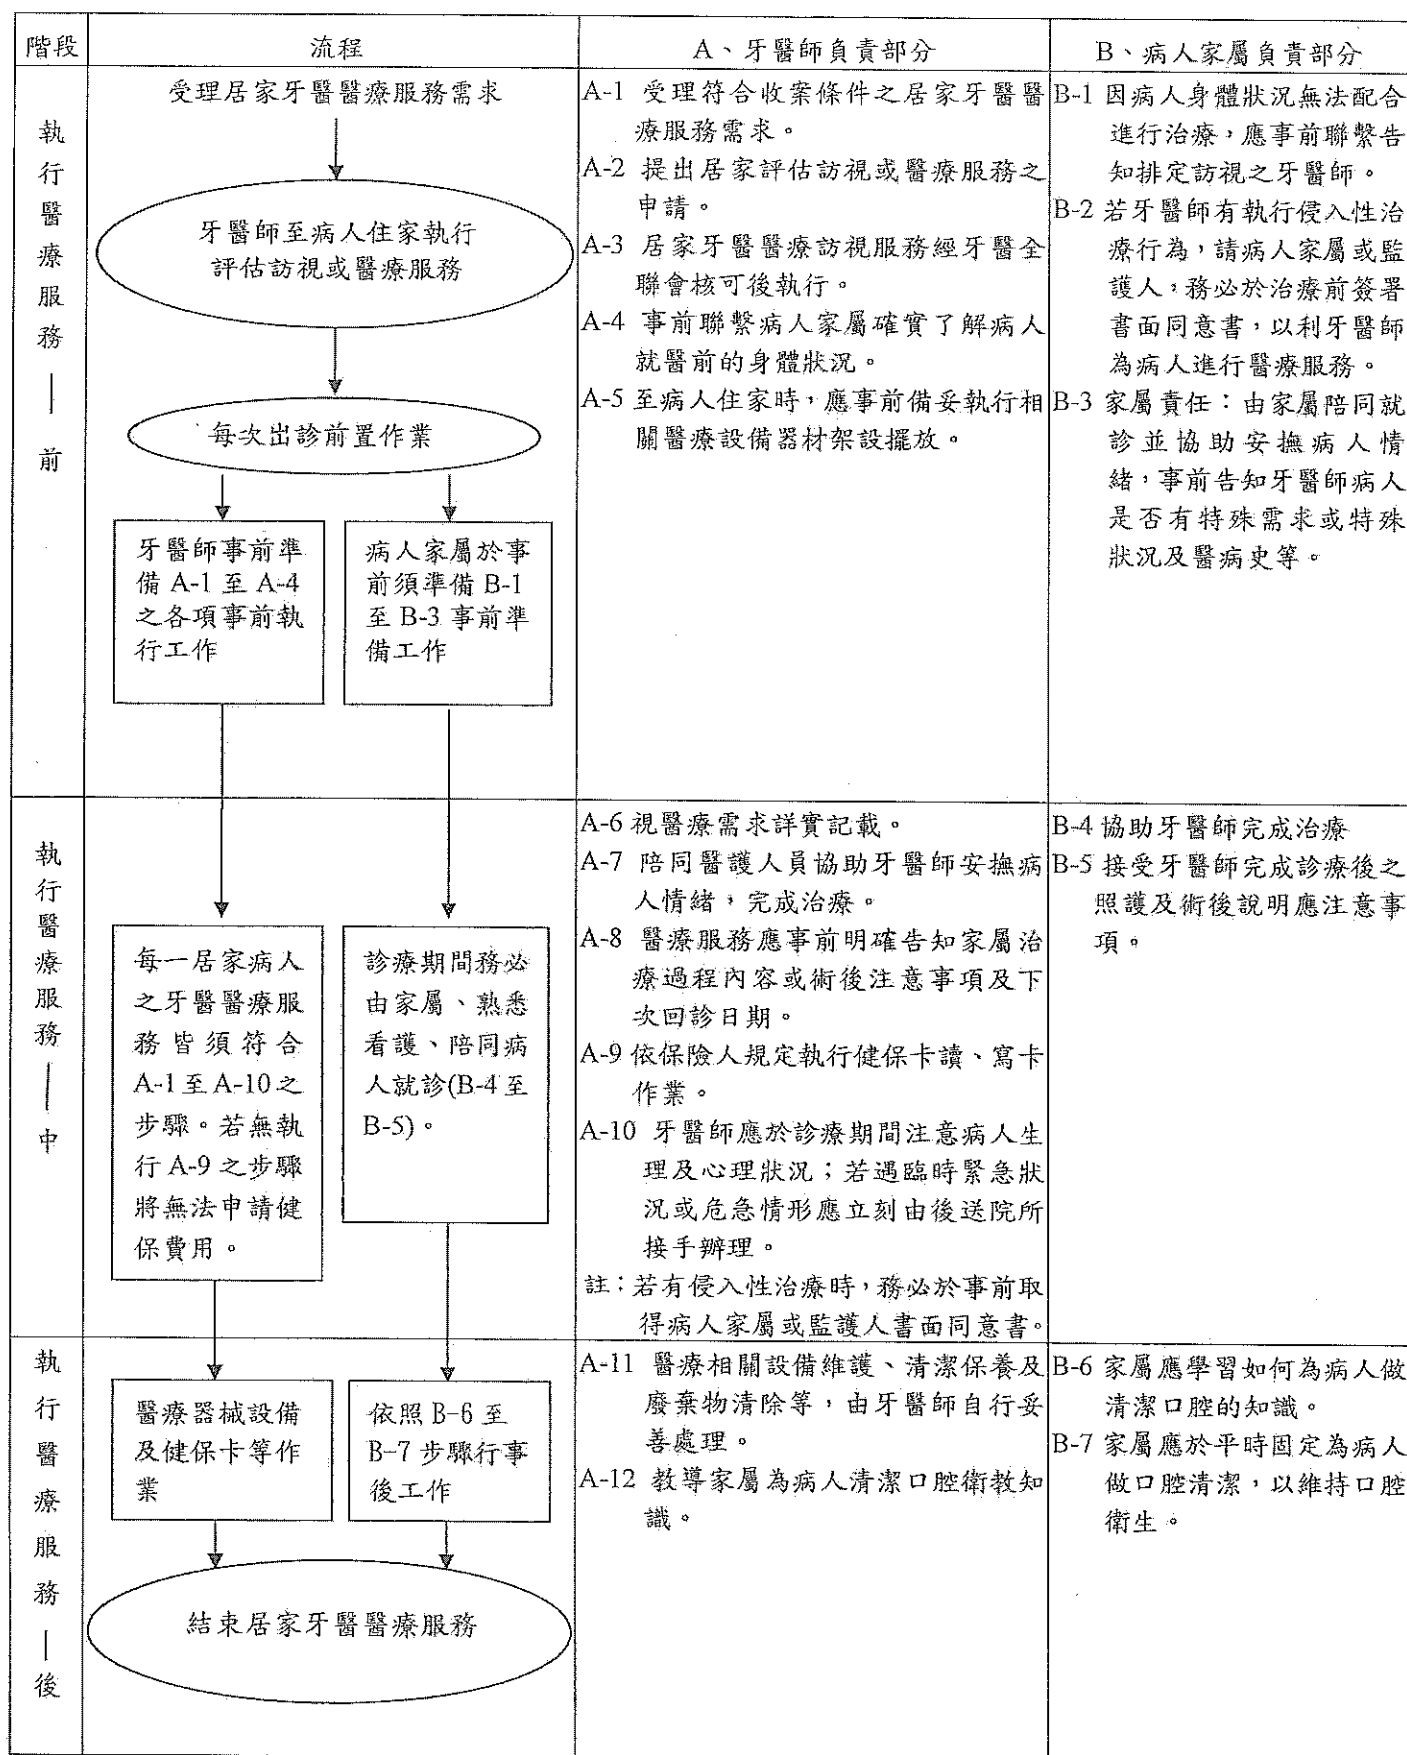 階段
流程
A、牙醫師負責部分
B、病人家屬負責部分
執行醫療服務——前
受理居家牙醫醫療服務需求
牙醫師至病人住家執行
評估訪視或醫療服務
每次出診前置作業
牙醫師事前準
備 A-1 至 A-4
之各項事前執
行工作
病人家屬於事
前須準備 B-1
至 B-3 事前準
備工作
A-1 受理符合收案條件之居家牙醫醫
療服務需求。
A-2 提出居家評估訪視或醫療服務之
申請。
A-3 居家牙醫醫療訪視服務經牙醫全
聯會核可後執行。
A-4 事前聯繫病人家屬確實了解病人
就醫前的身體狀況。
A-5 至病人住家時,應事前備妥執行相
關醫療設備器材架設擺放。
B-1 因病人身體狀況無法配合
進行治療,應事前聯繫告
知排定訪視之牙醫師。
B-2 若牙醫師有執行侵入性治
療行為,請病人家屬或監
護人,務必於治療前簽署
書面同意書,以利牙醫師
為病人進行醫療服務。
B-3 家屬責任:由家屬陪同就
診並協助安撫病人情
緒,事前告知牙醫師病人
是否有特殊需求或特殊
狀況及醫病史等。
執行醫療服務——中
每一居家病人
之牙醫醫療服
務皆須符合
A-1 至 A-10 之
步驟。若無執
行 A-9 之步驟
將無法申請健
保費用。
診療期間務必
由家屬、熟悉
看護、陪同病
人就診(B-4 至
B-5)。
A-6 視醫療需求詳實記載。
A-7 陪同醫護人員協助牙醫師安撫病
人情緒,完成治療。
A-8 醫療服務應事前明確告知家屬治
療過程內容或術後注意事項及下
次回診日期。
A-9 依保險人規定執行健保卡讀、寫卡
作業。
A-10 牙醫師應於診療期間注意病人生
理及心理狀況;若遇臨時緊急狀
況或危急情形應立刻由後送院所
接手辦理。
註:若有侵入性治療時,務必於事前取
得病人家屬或監護人書面同意書。
B-4 協助牙醫師完成治療
B-5 接受牙醫師完成診療後之
照護及術後說明應注意事
項。
執行醫療服務—後
醫療器械設備
及健保卡等作
業
依照 B-6 至
B-7 步驟行事
後工作
結束居家牙醫醫療服務
A-11 醫療相關設備維護、清潔保養及
廢棄物清除等,由牙醫師自行妥
善處理。
A-12 教導家屬為病人清潔口腔衛教知
識。
B-6 家屬應學習如何為病人做
清潔口腔的知識。
B-7 家屬應於平時固定為病人
做口腔清潔,以維持口腔
衛生。